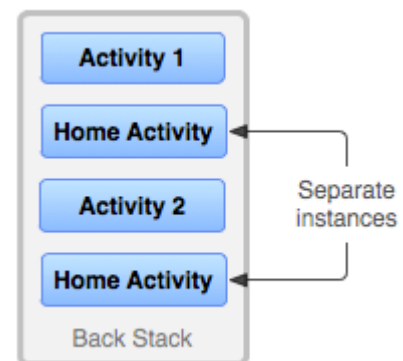 Activity 1
Home Activity
Activity 2
Separate
instances
Home Activity
Back Stack